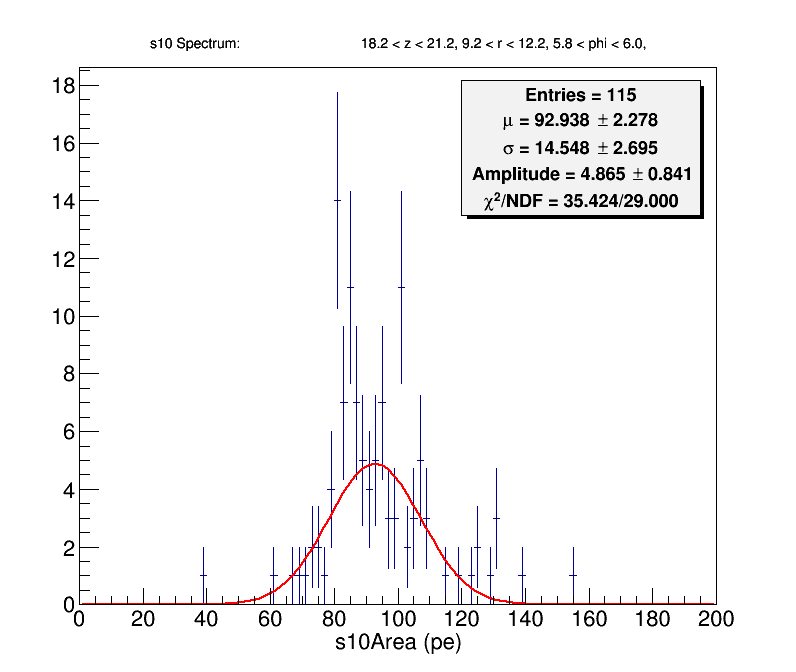 s10 Spectrum: 18.2 < z < 21.2, 9.2 < r < 12.2, 5.8 < phi < 6.0,
Entries = 115
μ = 92.938 ± 2.278
σ = 14.548 ± 2.695
Amplitude = 4.865 ± 0.841
χ²/NDF = 35.424/29.000
18
16
14
12
10
8
6
4
2
0
0 20 40 60 80 100 120 140 160 180 200
s10Area (pe)